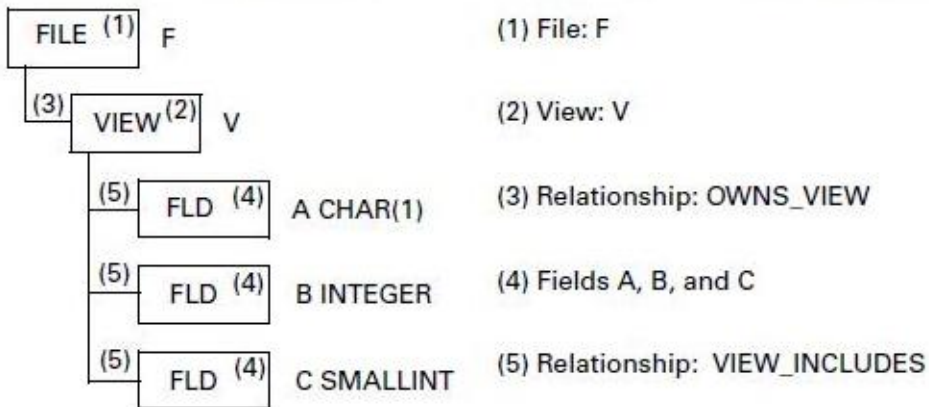 FILE (1) F (1) File: F
(3) VIEW (2) V (2) View: V
(5) FLD (4) A CHAR(1) (3) Relationship: OWNS_VIEW
(5) FLD (4) B INTEGER (4) Fields A, B, and C
(5) FLD (4) C SMALLINT (5) Relationship: VIEW_INCLUDES